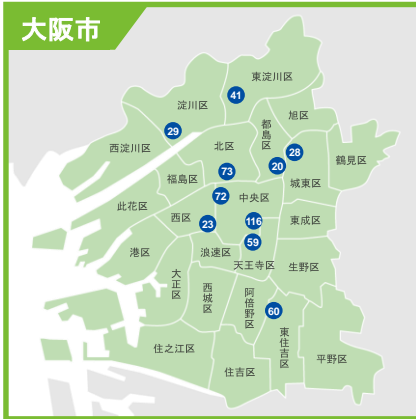 大阪市
東淀川区
41
淀川区
旭区
29
都島区
北区
西淀川区
28
鶴見区
20
73
福島区
城東区
72
中央区
此花区
西区
23
116
東成区
59
港区
浪速区
天王寺区
生野区
大正区
西城区
阿倍野区
60
東住吉区
住之江区
平野区
住吉区